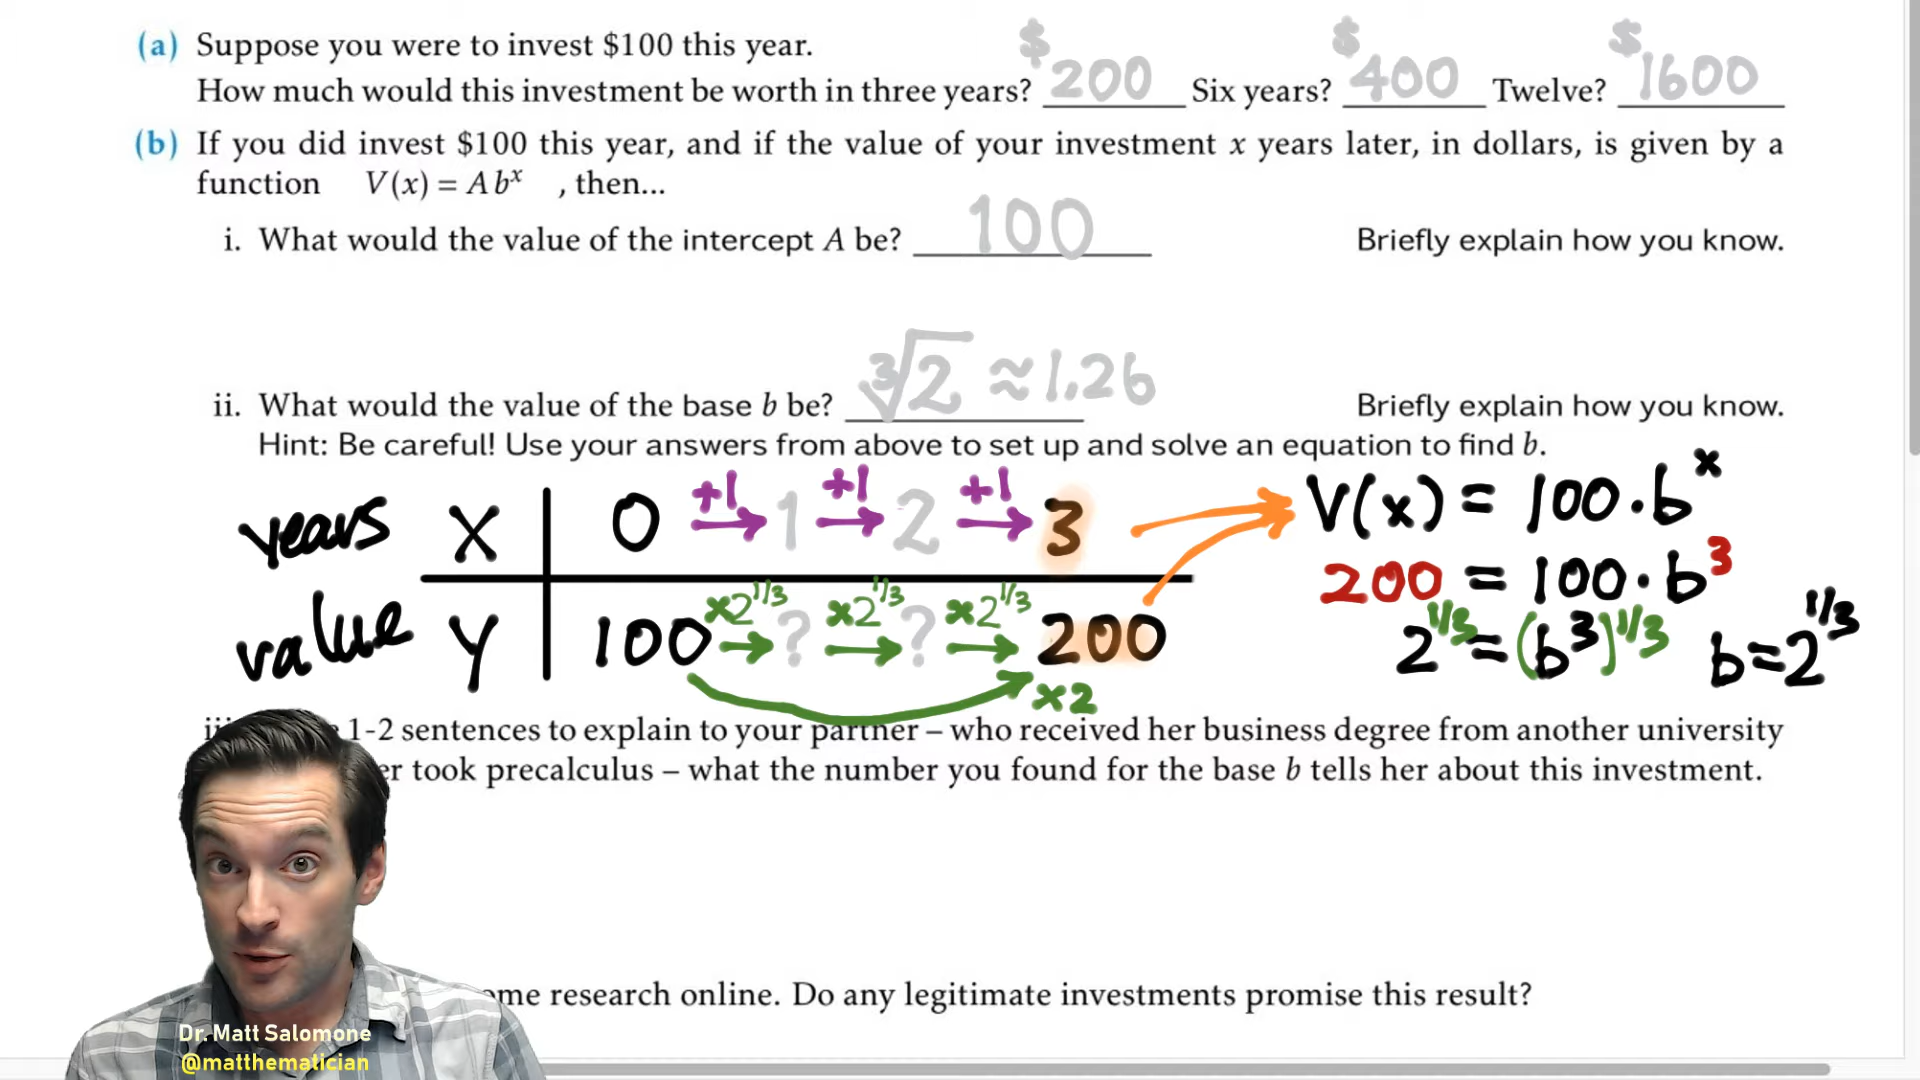 (a) Suppose you were to invest $100 this year.
How much would this investment be worth in three years? $200 Six years? $400 Twelve? $1600
(b) If you did invest $100 this year, and if the value of your investment x years later, in dollars, is given by a
function V(x) = A b^x , then...
i. What would the value of the intercept A be? 100 Briefly explain how you know.
ii. What would the value of the base b be? ∛2 ≈ 1.26 Briefly explain how you know.
Hint: Be careful! Use your answers from above to set up and solve an equation to find b.
+1 +1 +1
years x 0 → 1 → 2 → 3
×2^1/3 ×2^1/3 ×2^1/3
value y 100 → ? → ? → 200
×2
V(x) = 100 · b^x
200 = 100 · b^3
2^1/3 = (b^3)^1/3 b = 2^1/3
1-2 sentences to explain to your partner – who received her business degree from another university
took precalculus – what the number you found for the base b tells her about this investment.
research online. Do any legitimate investments promise this result?
Dr. Matt Salomone
@matthematician